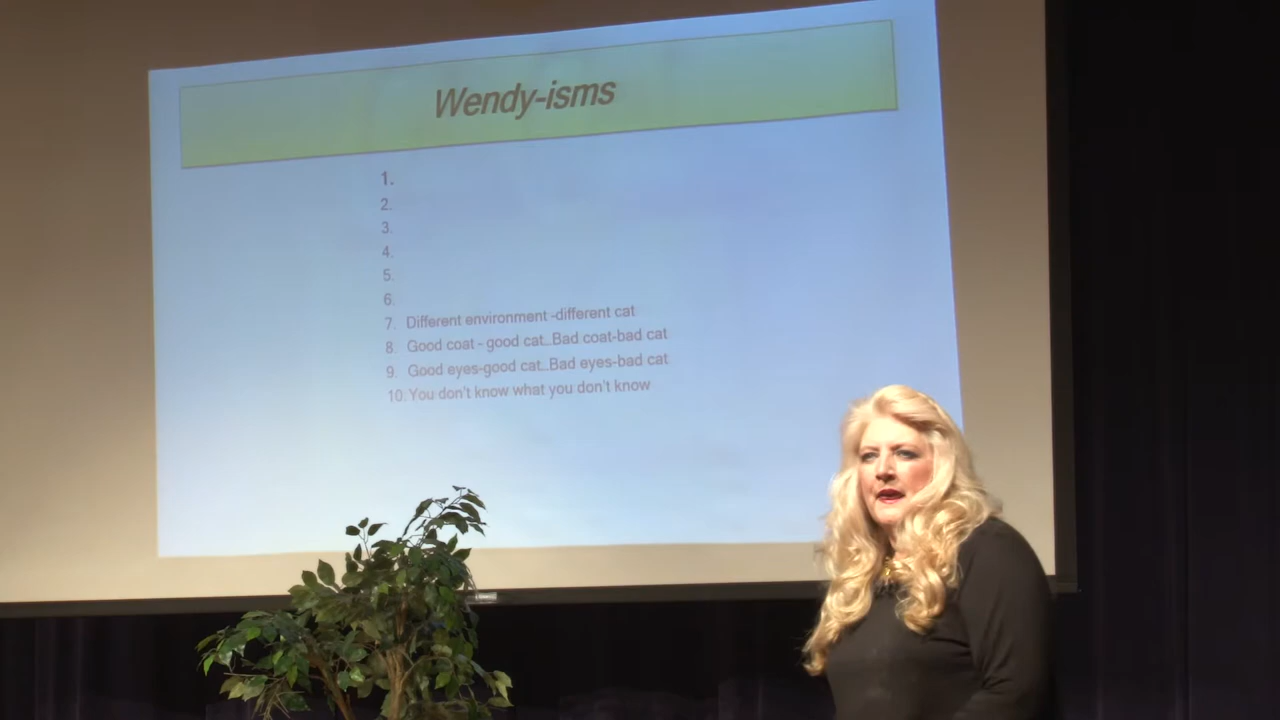 Wendy-isms
1.
2.
3.
4.
5.
6.
7. Different environment -different cat
8. Good coat - good cat...Bad coat-bad cat
9. Good eyes-good cat...Bad eyes-bad cat
10. You don't know what you don't know